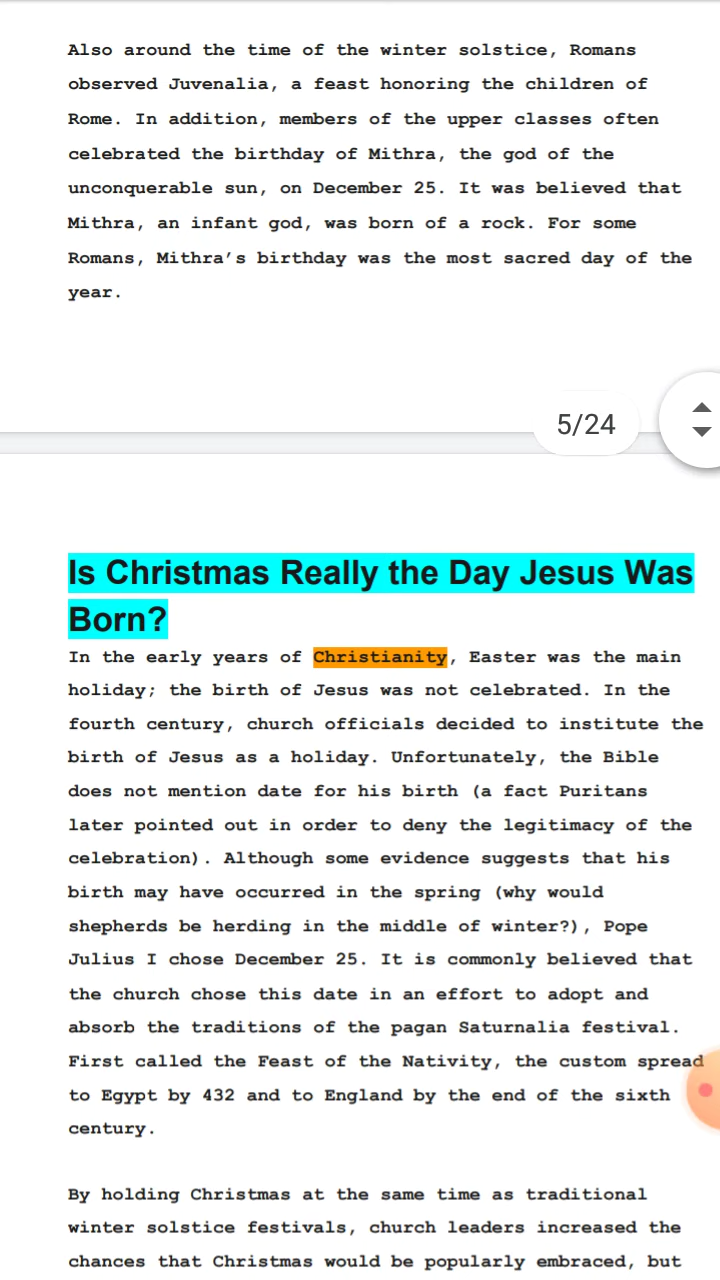 Also around the time of the winter solstice, Romans
observed Juvenalia, a feast honoring the children of
Rome. In addition, members of the upper classes often
celebrated the birthday of Mithra, the god of the
unconquerable sun, on December 25. It was believed that
Mithra, an infant god, was born of a rock. For some
Romans, Mithra's birthday was the most sacred day of the
year.
5/24
Is Christmas Really the Day Jesus Was
Born?
In the early years of Christianity, Easter was the main
holiday; the birth of Jesus was not celebrated. In the
fourth century, church officials decided to institute the
birth of Jesus as a holiday. Unfortunately, the Bible
does not mention date for his birth (a fact Puritans
later pointed out in order to deny the legitimacy of the
celebration). Although some evidence suggests that his
birth may have occurred in the spring (why would
shepherds be herding in the middle of winter?), Pope
Julius I chose December 25. It is commonly believed that
the church chose this date in an effort to adopt and
absorb the traditions of the pagan Saturnalia festival.
First called the Feast of the Nativity, the custom spread
to Egypt by 432 and to England by the end of the sixth
century.
By holding Christmas at the same time as traditional
winter solstice festivals, church leaders increased the
chances that Christmas would be popularly embraced, but